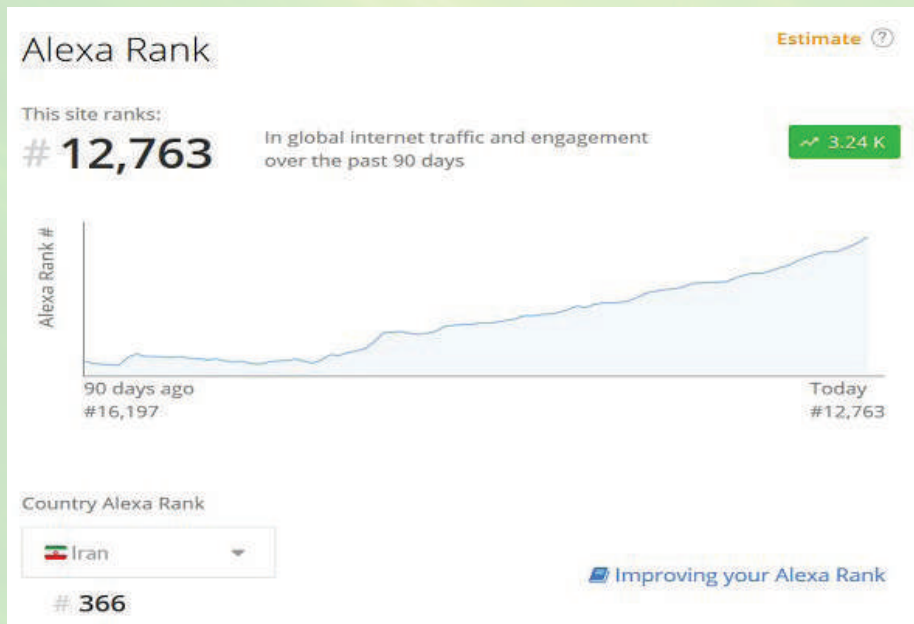 Alexa Rank
Estimate ?
This site ranks:
# 12,763
In global internet traffic and engagement
over the past 90 days
3.24 K
Alexa Rank #
90 days ago
#16,197
Today
#12,763
Country Alexa Rank
Iran
# 366
Improving your Alexa Rank